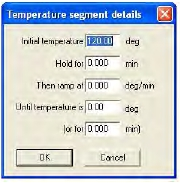 Temperature segment details
Initial temperature 120.00 deg
Hold for 0.000 min
Then ramp at 0.000 deg/min
Until temperature is 0.00 deg
(or for 0.000 min)
OK Cancel